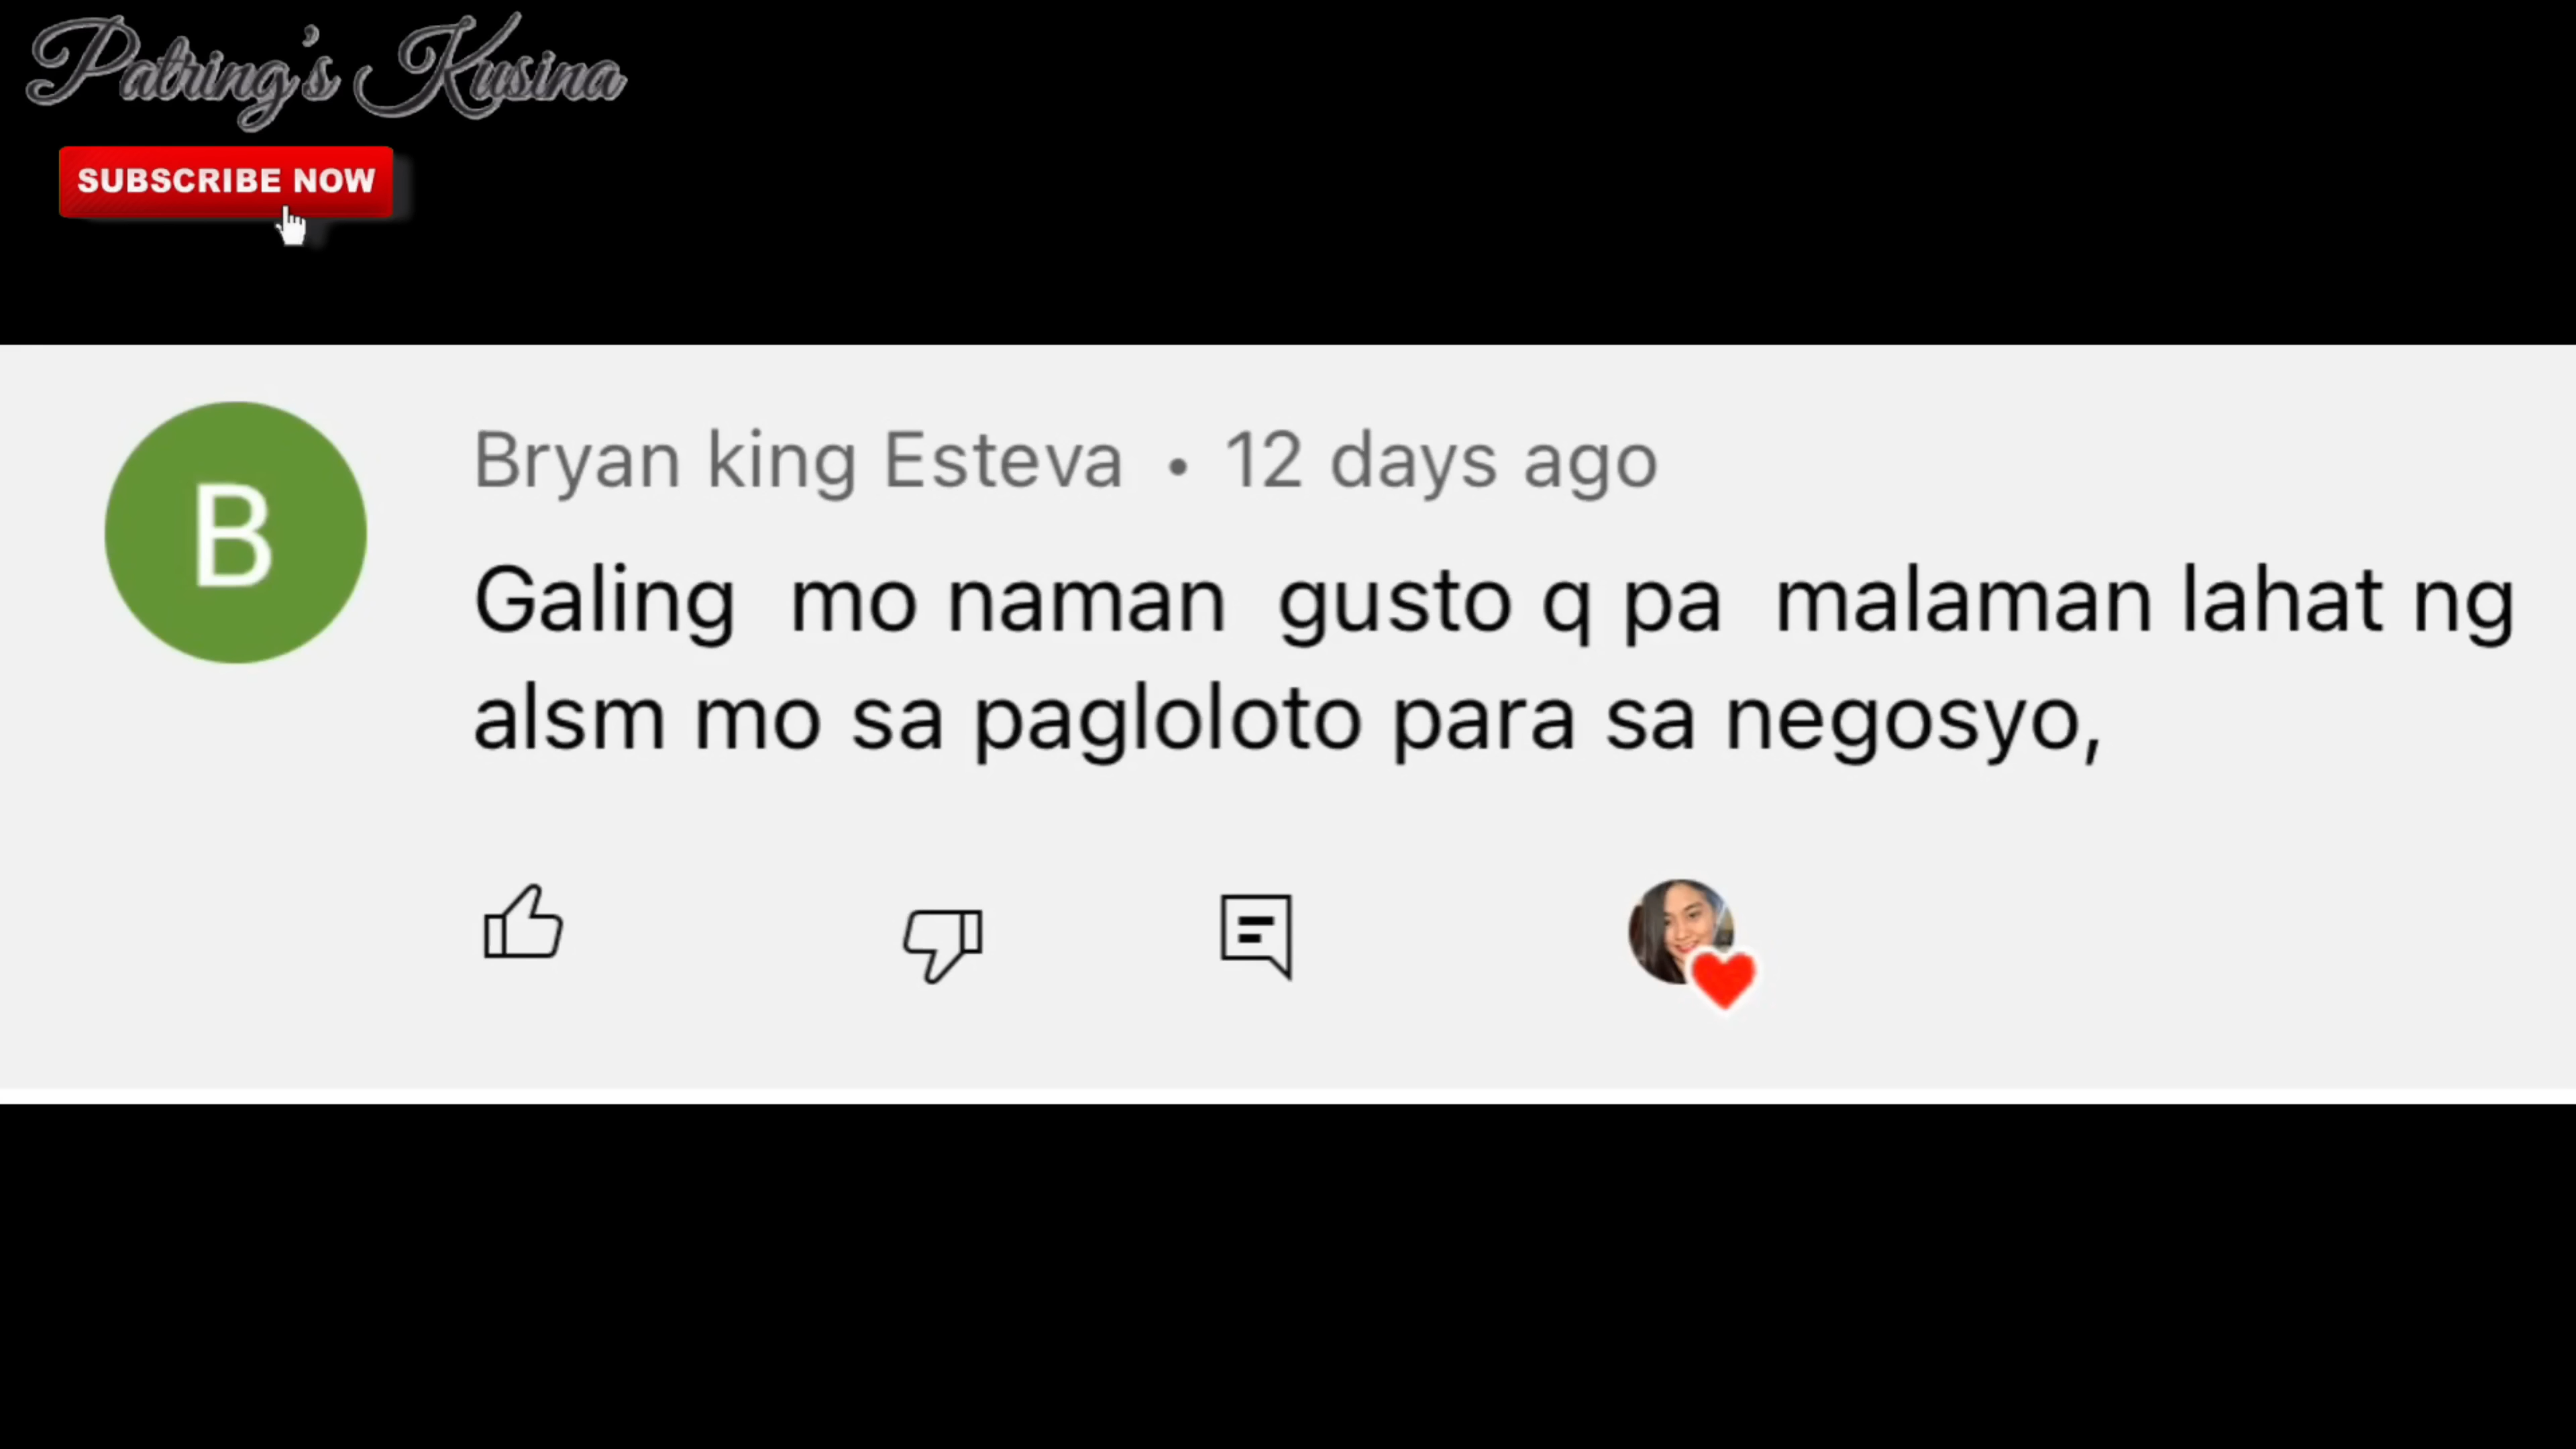 Patring's Kusina
SUBSCRIBE NOW
B
Bryan king Esteva • 12 days ago
Galing mo naman gusto q pa malaman lahat ng
alsm mo sa pagloloto para sa negosyo,